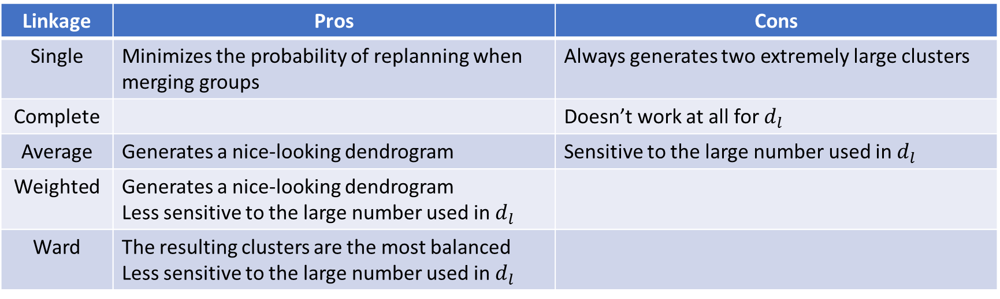 Linkage Pros Cons
Single Minimizes the probability of replanning when Always generates two extremely large clusters
merging groups
Complete Doesn’t work at all for d_l
Average Generates a nice-looking dendrogram Sensitive to the large number used in d_l
Weighted Generates a nice-looking dendrogram
Less sensitive to the large number used in d_l
Ward The resulting clusters are the most balanced
Less sensitive to the large number used in d_l